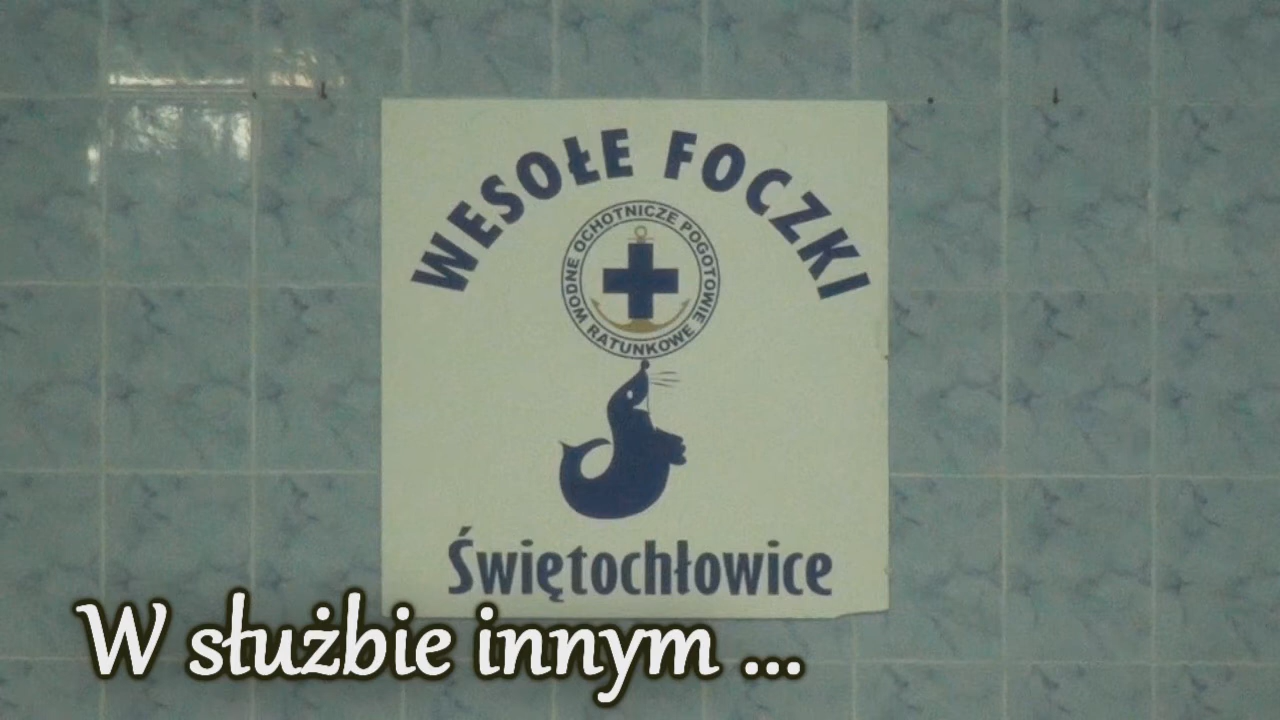 WESOŁE FOCZKI
WODNE OCHOTNICZE POGOTOWIE RATUNKOWE
Świętochłowice
W służbie innym ...